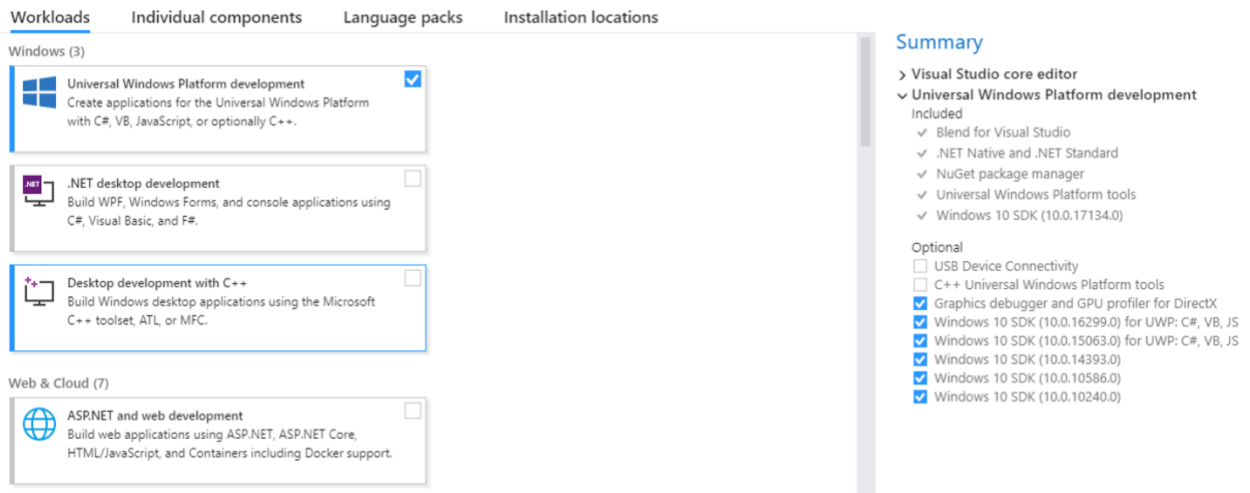 Workloads
Individual components
Language packs
Installation locations
Windows (3)
Universal Windows Platform development
Create applications for the Universal Windows Platform
with C#, VB, JavaScript, or optionally C++.
.NET
.NET desktop development
Build WPF, Windows Forms, and console applications using
C#, Visual Basic, and F#.
Desktop development with C++
Build Windows desktop applications using the Microsoft
C++ toolset, ATL, or MFC.
Web & Cloud (7)
ASP.NET and web development
Build web applications using ASP.NET, ASP.NET Core,
HTML/JavaScript, and Containers including Docker support.
Summary
Visual Studio core editor
Universal Windows Platform development
Included
Blend for Visual Studio
.NET Native and .NET Standard
NuGet package manager
Universal Windows Platform tools
Windows 10 SDK (10.0.17134.0)
Optional
USB Device Connectivity
C++ Universal Windows Platform tools
Graphics debugger and GPU profiler for DirectX
Windows 10 SDK (10.0.16299.0) for UWP: C#, VB, JS
Windows 10 SDK (10.0.15063.0) for UWP: C#, VB, JS
Windows 10 SDK (10.0.14393.0)
Windows 10 SDK (10.0.10586.0)
Windows 10 SDK (10.0.10240.0)